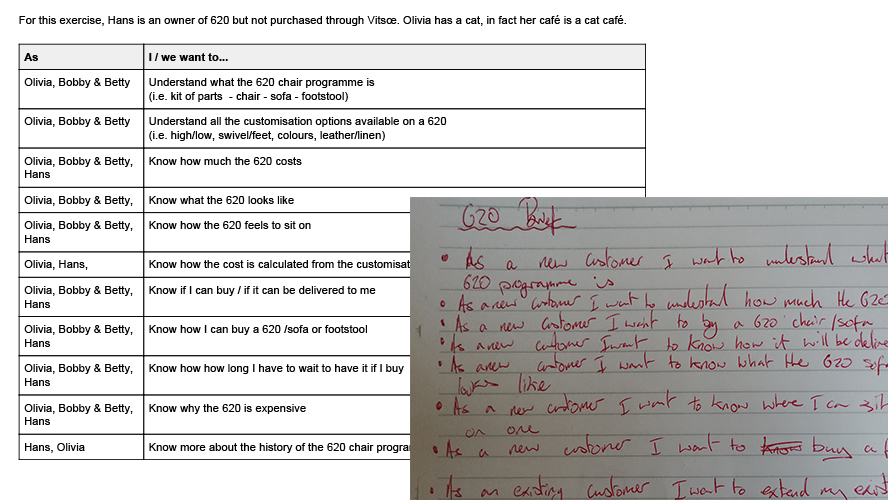 For this exercise, Hans is an owner of 620 but not purchased through Vitsœ. Olivia has a cat, in fact her café is a cat café.
As
I / we want to...
Olivia, Bobby & Betty
Understand what the 620 chair programme is
(i.e. kit of parts - chair - sofa - footstool)
Olivia, Bobby & Betty
Understand all the customisation options available on a 620
(i.e. high/low, swivel/feet, colours, leather/linen)
Olivia, Bobby & Betty,
Hans
Know how much the 620 costs
Olivia, Bobby & Betty,
Know what the 620 looks like
Olivia, Bobby & Betty,
Hans
Know how the 620 feels to sit on
Olivia, Hans,
Know how the cost is calculated from the customisat
Olivia, Bobby & Betty,
Hans
Know if I can buy / if it can be delivered to me
Olivia, Bobby & Betty,
Hans
Know how I can buy a 620 /sofa or footstool
Olivia, Bobby & Betty,
Hans
Know how how long I have to wait to have it if I buy
Olivia, Bobby & Betty,
Hans
Know why the 620 is expensive
Hans, Olivia
Know more about the history of the 620 chair progra
620 Brief
• As a new customer I want to understand what
620 programme is
• As a new customer I want to understand how much the 620
• As a new customer I want to by a 620 chair/sofa
• As a new customer I want to know how it will be delive
• As a new customer I want to know what the 620 sofa
looks like
• As a new customer I want to know where I can sit
on one
• As a new customer I want to know buy a
• As an existing customer I want to extend my exist